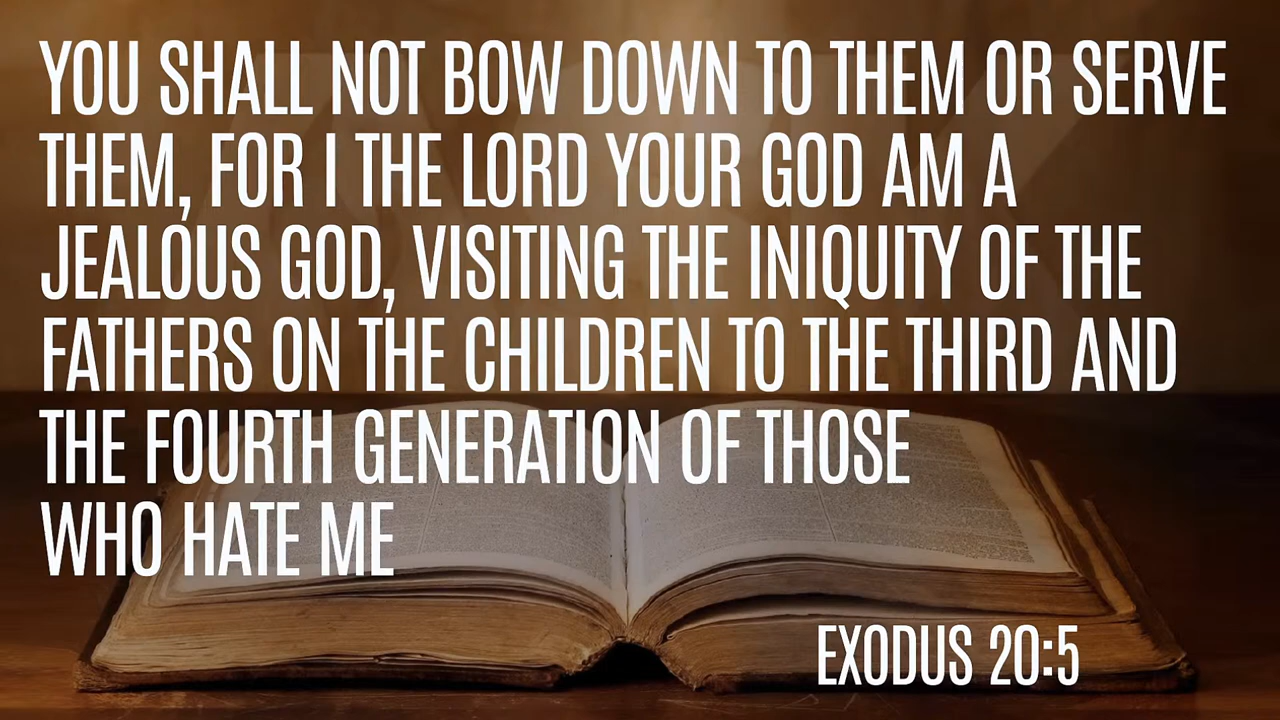 YOU SHALL NOT BOW DOWN TO THEM OR SERVE
THEM, FOR I THE LORD YOUR GOD AM A
JEALOUS GOD, VISITING THE INIQUITY OF THE
FATHERS ON THE CHILDREN TO THE THIRD AND
THE FOURTH GENERATION OF THOSE
WHO HATE ME
EXODUS 20:5